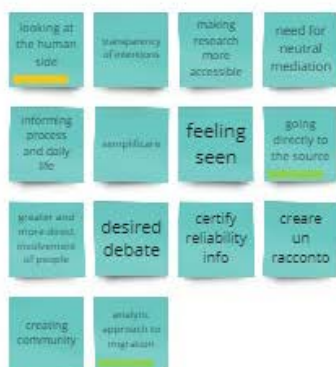 looking at
the human
side
transparency
of intentions
making
research
more
accessible
need for
neutral
mediation
informing
process
and daily
life
semplificare
feeling
seen
going
directly to
the source
greater and
more direct
involvement
of people
desired
debate
certify
reliability
info
creare
un
racconto
creating
community
analytic
approach to
migration